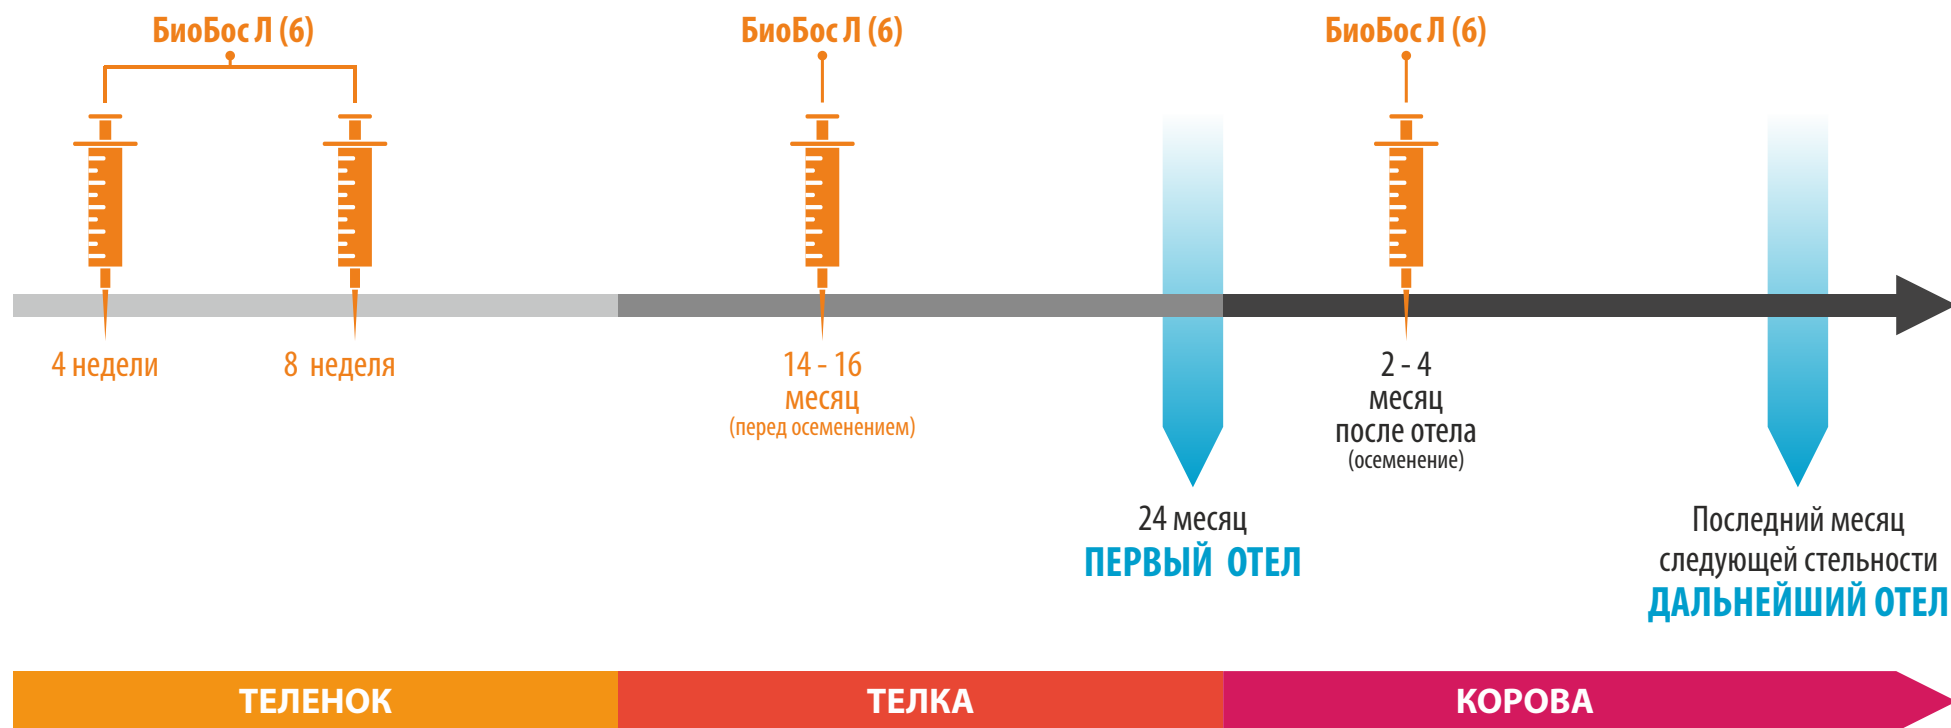 БиоБос Л (6)
БиоБос Л (6)
БиоБос Л (6)
4 недели
8 неделя
14 - 16
месяц
(перед осеменением)
2 - 4
месяц
после отела
(осеменение)
24 месяц
ПЕРВЫЙ ОТЕЛ
Последний месяц
следующей стельности
ДАЛЬНЕЙШИЙ ОТЕЛ
ТЕЛЕНОК
ТЕЛКА
КОРОВА